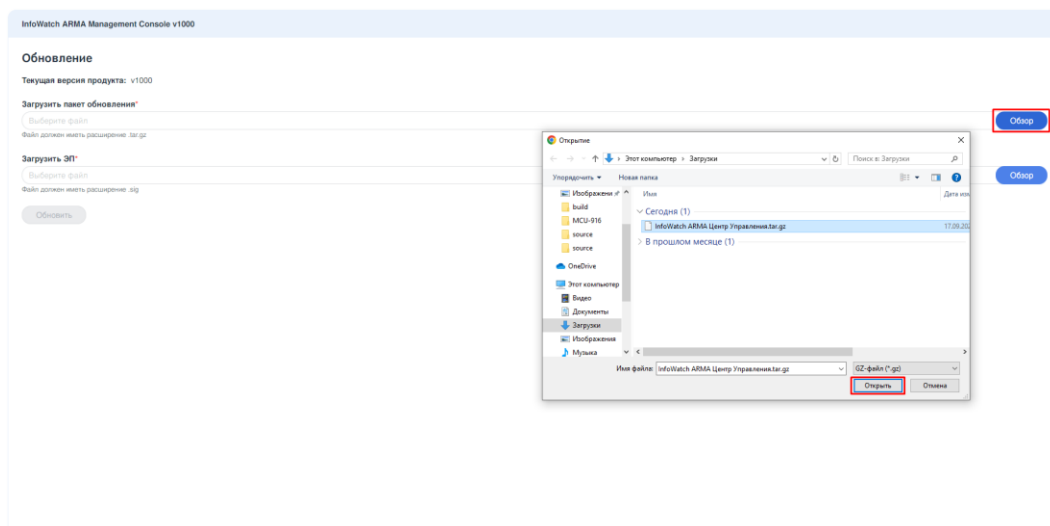 InfoWatch ARMA Management Console v1000
Обновление
Текущая версия продукта: v1000
Загрузить пакет обновления*
Выберите файл
Обзор
Файл должен иметь расширение .tar.gz
Загрузить ЭП*
Выберите файл
Обзор
Файл должен иметь расширение .sig
Обновить
Открытие
Этот компьютер › Загрузки
Поиск в: Загрузки
Упорядочить
Новая папка
Изображени
build
MCU-916
source
source
OneDrive
Этот компьютер
Видео
Документы
Загрузки
Изображения
Музыка
Имя
Дата изм
Сегодня (1)
InfoWatch ARMA Центр Управления.tar.gz
17.09.202
В прошлом месяце (1)
Имя файла: InfoWatch ARMA Центр Управления.tar.gz
GZ-файл (*.gz)
Открыть
Отмена